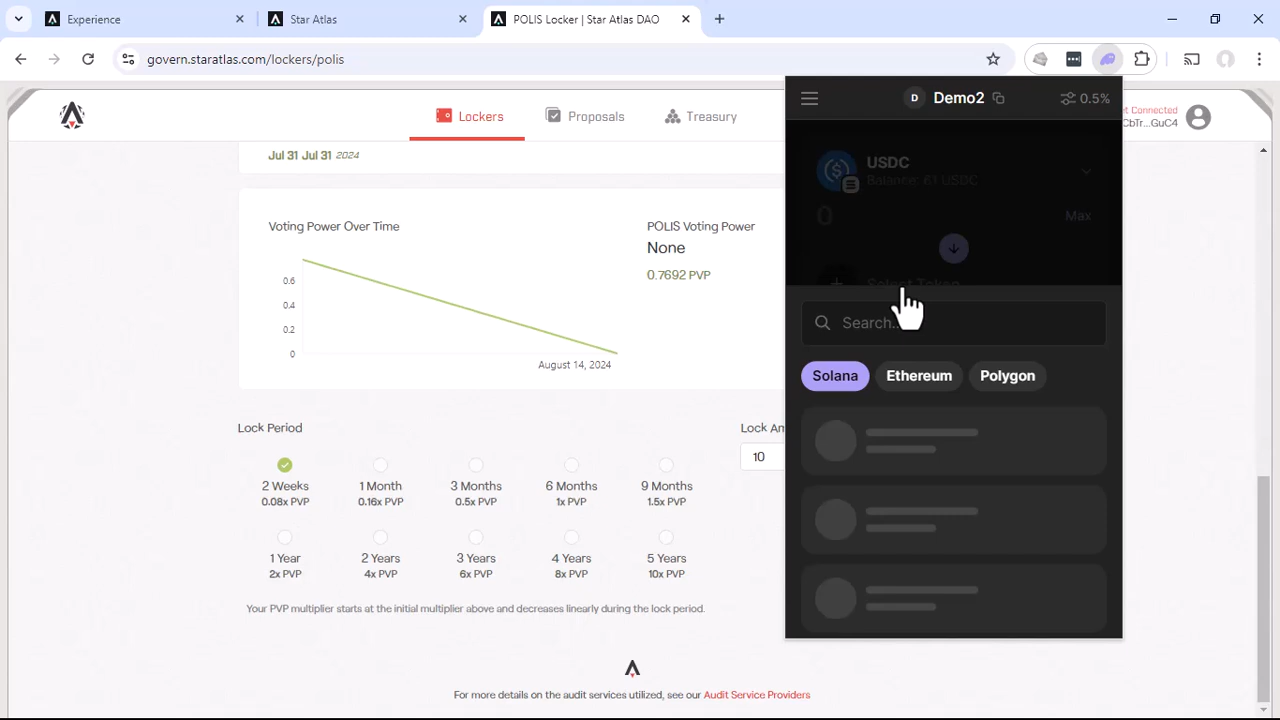 Experience
Star Atlas
POLIS Locker | Star Atlas DAO
govern.staratlas.com/lockers/polis
Lockers
Proposals
Treasury
D Demo2
0.5%
CbTr...GuC4
Jul 31 Jul 31 2024
USDC
Max
0
Voting Power Over Time
POLIS Voting Power
None
0.7692 PVP
0.6
0.4
0.2
0
August 14, 2024
Search...
Solana
Ethereum
Polygon
Lock Period
10
2 Weeks
0.08x PVP
1 Month
0.16x PVP
3 Months
0.5x PVP
6 Months
1x PVP
9 Months
1.5x PVP
1 Year
2x PVP
2 Years
4x PVP
3 Years
6x PVP
4 Years
8x PVP
5 Years
10x PVP
Your PVP multiplier starts at the initial multiplier above and decreases linearly during the lock period.
For more details on the audit services utilized, see our Audit Service Providers